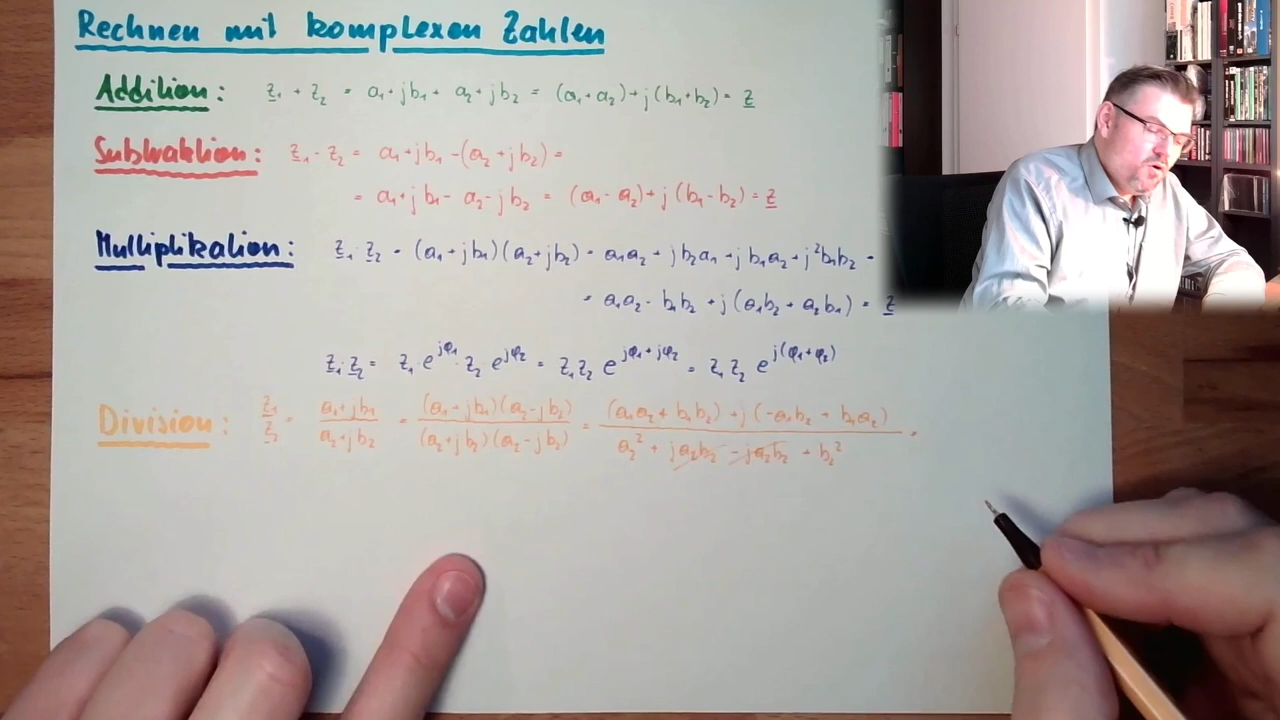 Rechnen mit komplexen Zahlen
Addition: z₁ + z₂ = a₁+jb₁ + a₂+jb₂ = (a₁+a₂)+j(b₁+b₂) = z
Subtraktion: z₁ - z₂ = a₁+jb₁ -(a₂+jb₂) =
= a₁+jb₁ - a₂-jb₂ = (a₁-a₂)+j(b₁-b₂) = z
Multiplikation: z₁·z₂ = (a₁+jb₁)(a₂+jb₂) = a₁a₂ + jb₂a₁ + jb₁a₂ + j²b₁b₂ =
= a₁a₂ - b₁b₂ + j(a₁b₂ + a₂b₁) = z
z₁·z₂ = z₁·e^{jφ₁}·z₂ e^{jφ₂} = z₁z₂ e^{jφ₁+jφ₂} = z₁z₂ e^{j(φ₁+φ₂)}
Division: z₁/z₂ = (a₁+jb₁)/(a₂+jb₂) = ((a₁+jb₁)(a₂-jb₂))/((a₂+jb₂)(a₂-jb₂)) = ((a₁a₂+b₁b₂)+j(-a₁b₂+b₁a₂))/(a₂²+ja₂b₂-ja₂b₂+b₂²) =